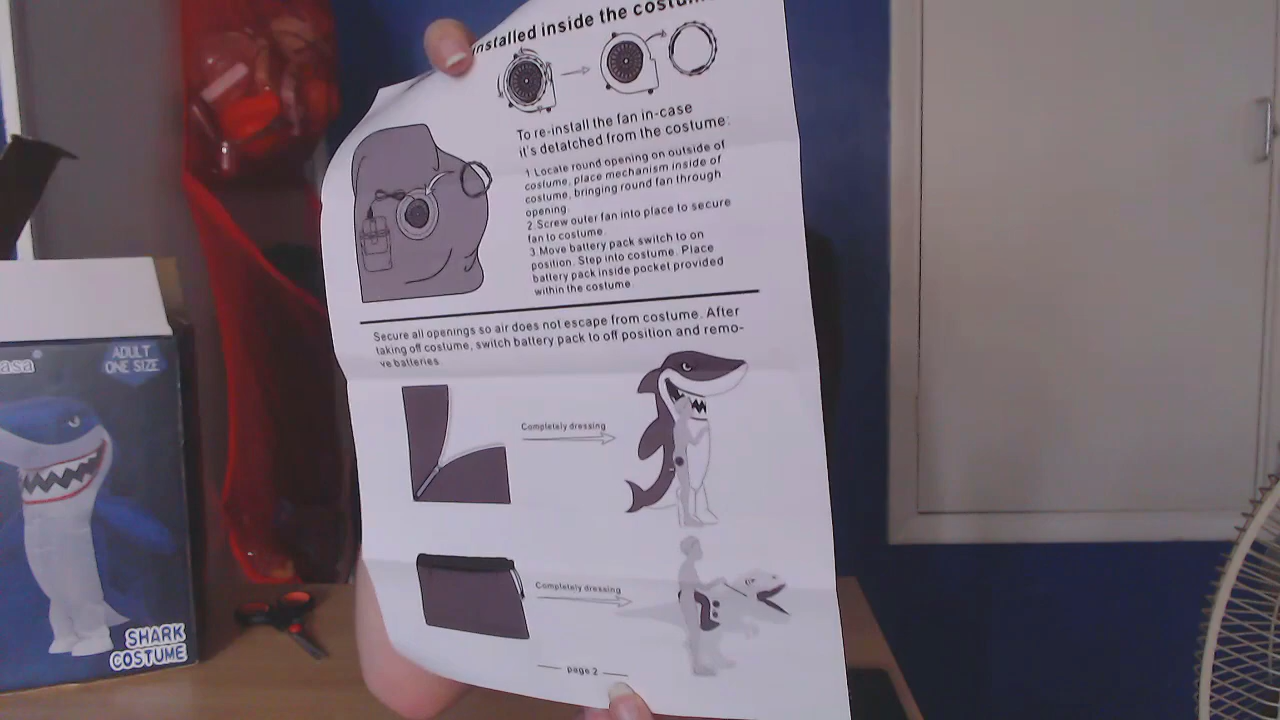 installed inside the
To re-install the fan in-case
it's detatched from the costume:
1.Locate round opening on outside of
costume, place mechanism inside of
costume, bringing round fan through
opening.
2.Screw outer fan into place to secure
fan to costume.
3.Move battery pack switch to on
position. Step into costume. Place
battery pack inside pocket provided
within the costume.
Secure all openings so air does not escape from costume. After
taking off costume, switch battery pack to off position and remo-
ve batteries.
Completely dressing
Completely dressing
page 2
asa®
ADULT
ONE SIZE
SHARK
COSTUME